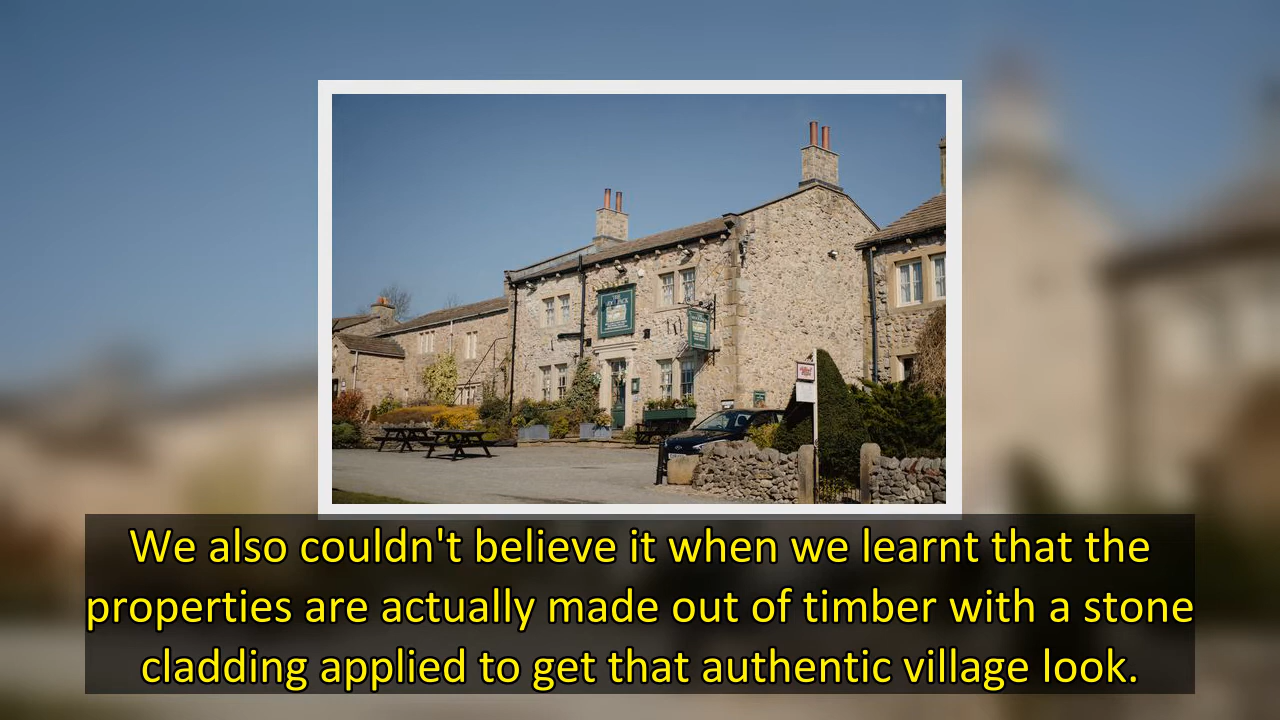 We also couldn't believe it when we learnt that the
properties are actually made out of timber with a stone
cladding applied to get that authentic village look.